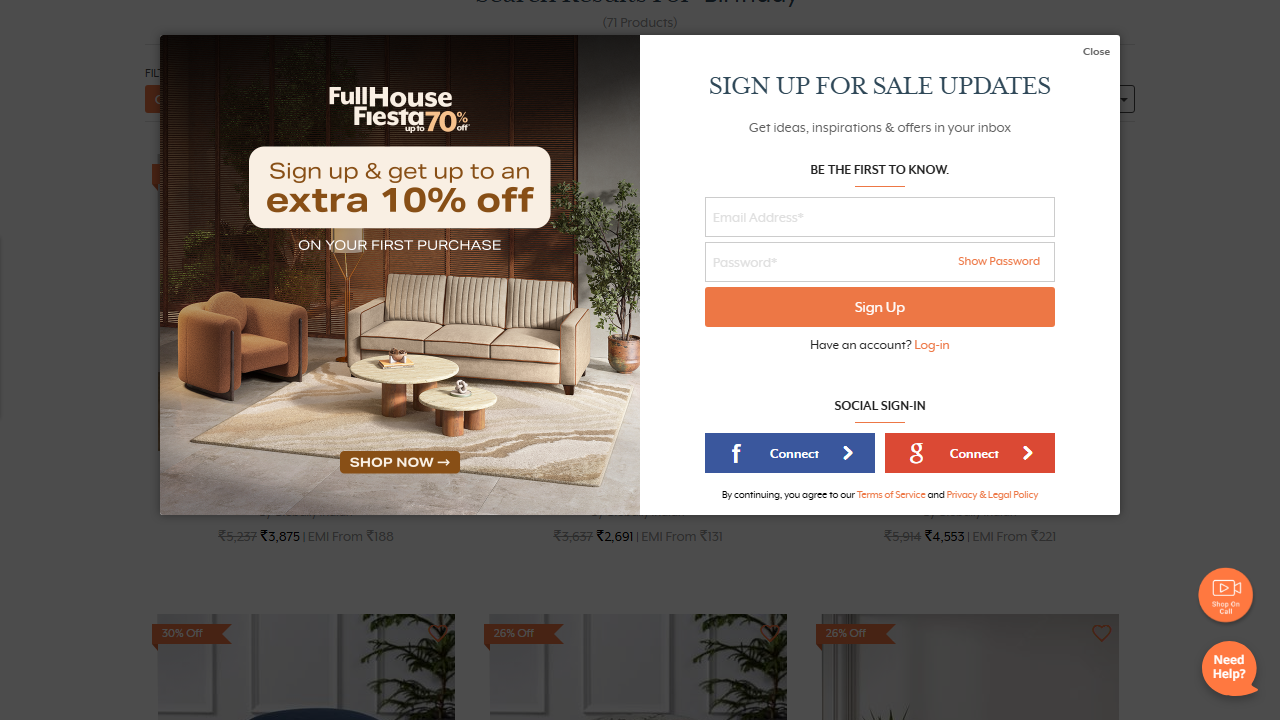 Search Results For "Birthday"
(71 Products)
Close
FullHouse
Fiesta
up to 70% off*
Sign up & get up to an
extra 10% off
ON YOUR FIRST PURCHASE
SHOP NOW →
SIGN UP FOR SALE UPDATES
Get ideas, inspirations & offers in your inbox
BE THE FIRST TO KNOW.
Email Address*
Password*
Show Password
Sign Up
Have an account? Log-in
SOCIAL SIGN-IN
f Connect
g Connect
By continuing, you agree to our Terms of Service and Privacy & Legal Policy
₹5,237 ₹3,875 | EMI From ₹188
₹3,637 ₹2,691 | EMI From ₹131
₹5,914 ₹4,553 | EMI From ₹221
Shop On
Call
30% Off
26% Off
26% Off
Need
Help?